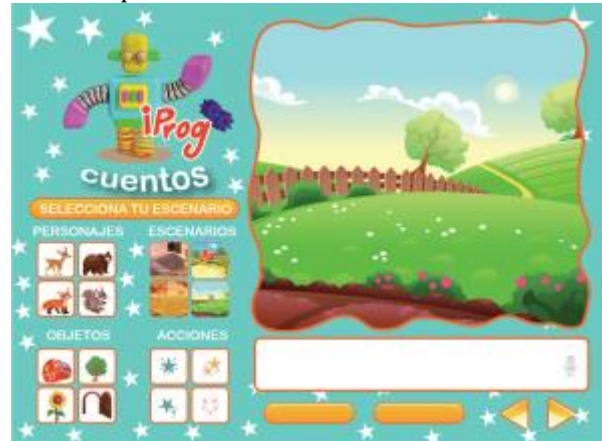 iProg
cuentos
SELECCIONA TU ESCENARIO
PERSONAJES
ESCENARIOS
OBJETOS
ACCIONES